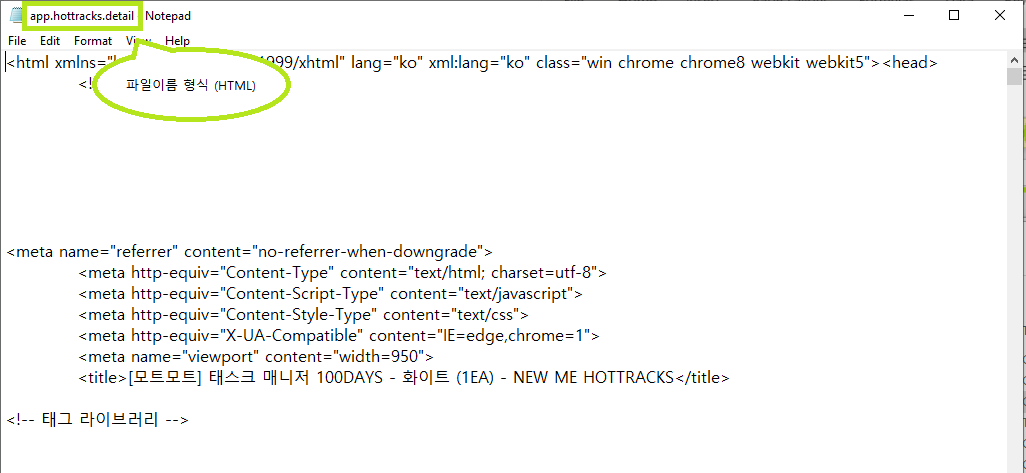 app.hottracks.detail - Notepad
File Edit Format View Help
<html xmlns="h 1999/xhtml" lang="ko" xml:lang="ko" class="win chrome chrome8 webkit webkit5"><head>
<!
파일이름 형식 (HTML)
<meta name="referrer" content="no-referrer-when-downgrade">
<meta http-equiv="Content-Type" content="text/html; charset=utf-8">
<meta http-equiv="Content-Script-Type" content="text/javascript">
<meta http-equiv="Content-Style-Type" content="text/css">
<meta http-equiv="X-UA-Compatible" content="IE=edge,chrome=1">
<meta name="viewport" content="width=950">
<title>[모트모트] 태스크 매니저 100DAYS - 화이트 (1EA) - NEW ME HOTTRACKS</title>
<!-- 태그 라이브러리 -->